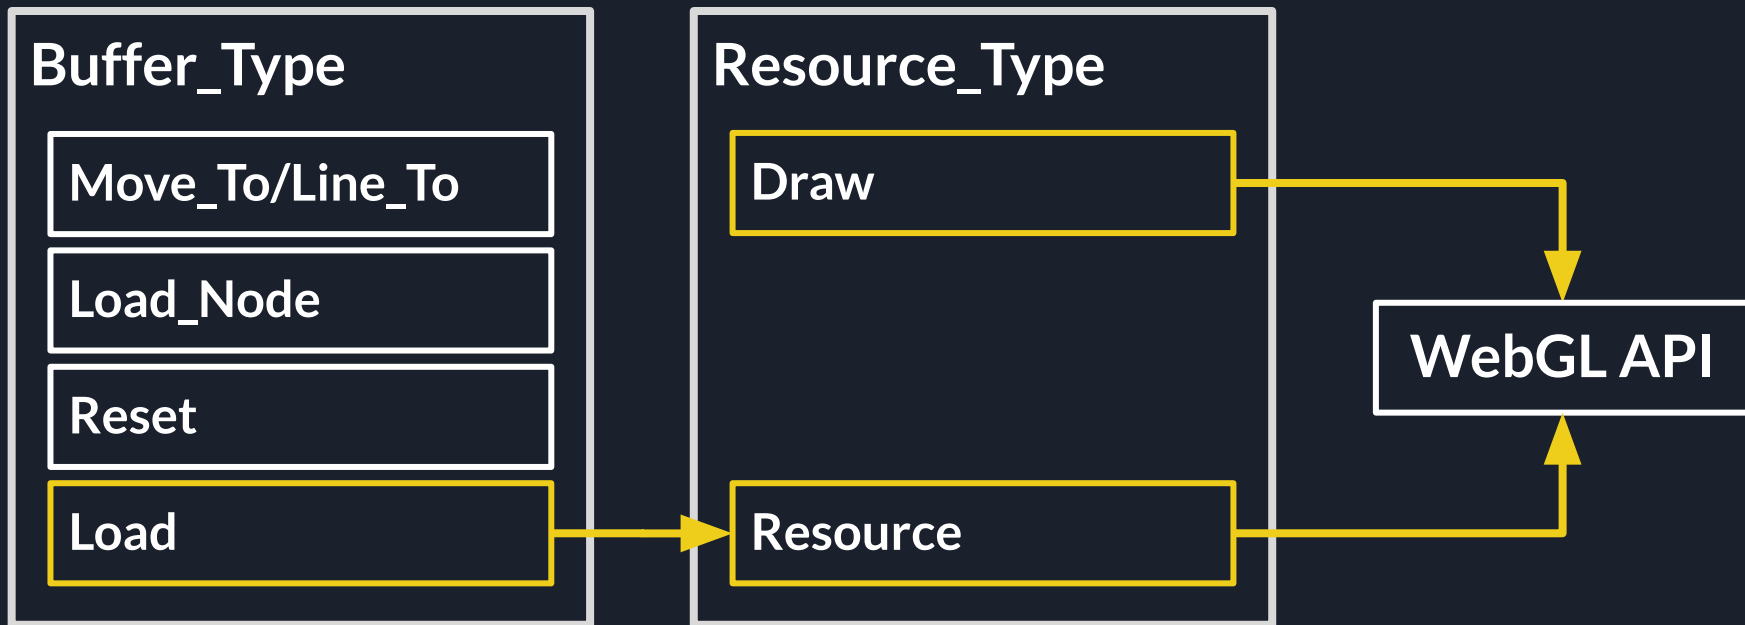 Buffer_Type
Move_To/Line_To
Load_Node
Reset
Load
Resource_Type
Draw
Resource
WebGL API